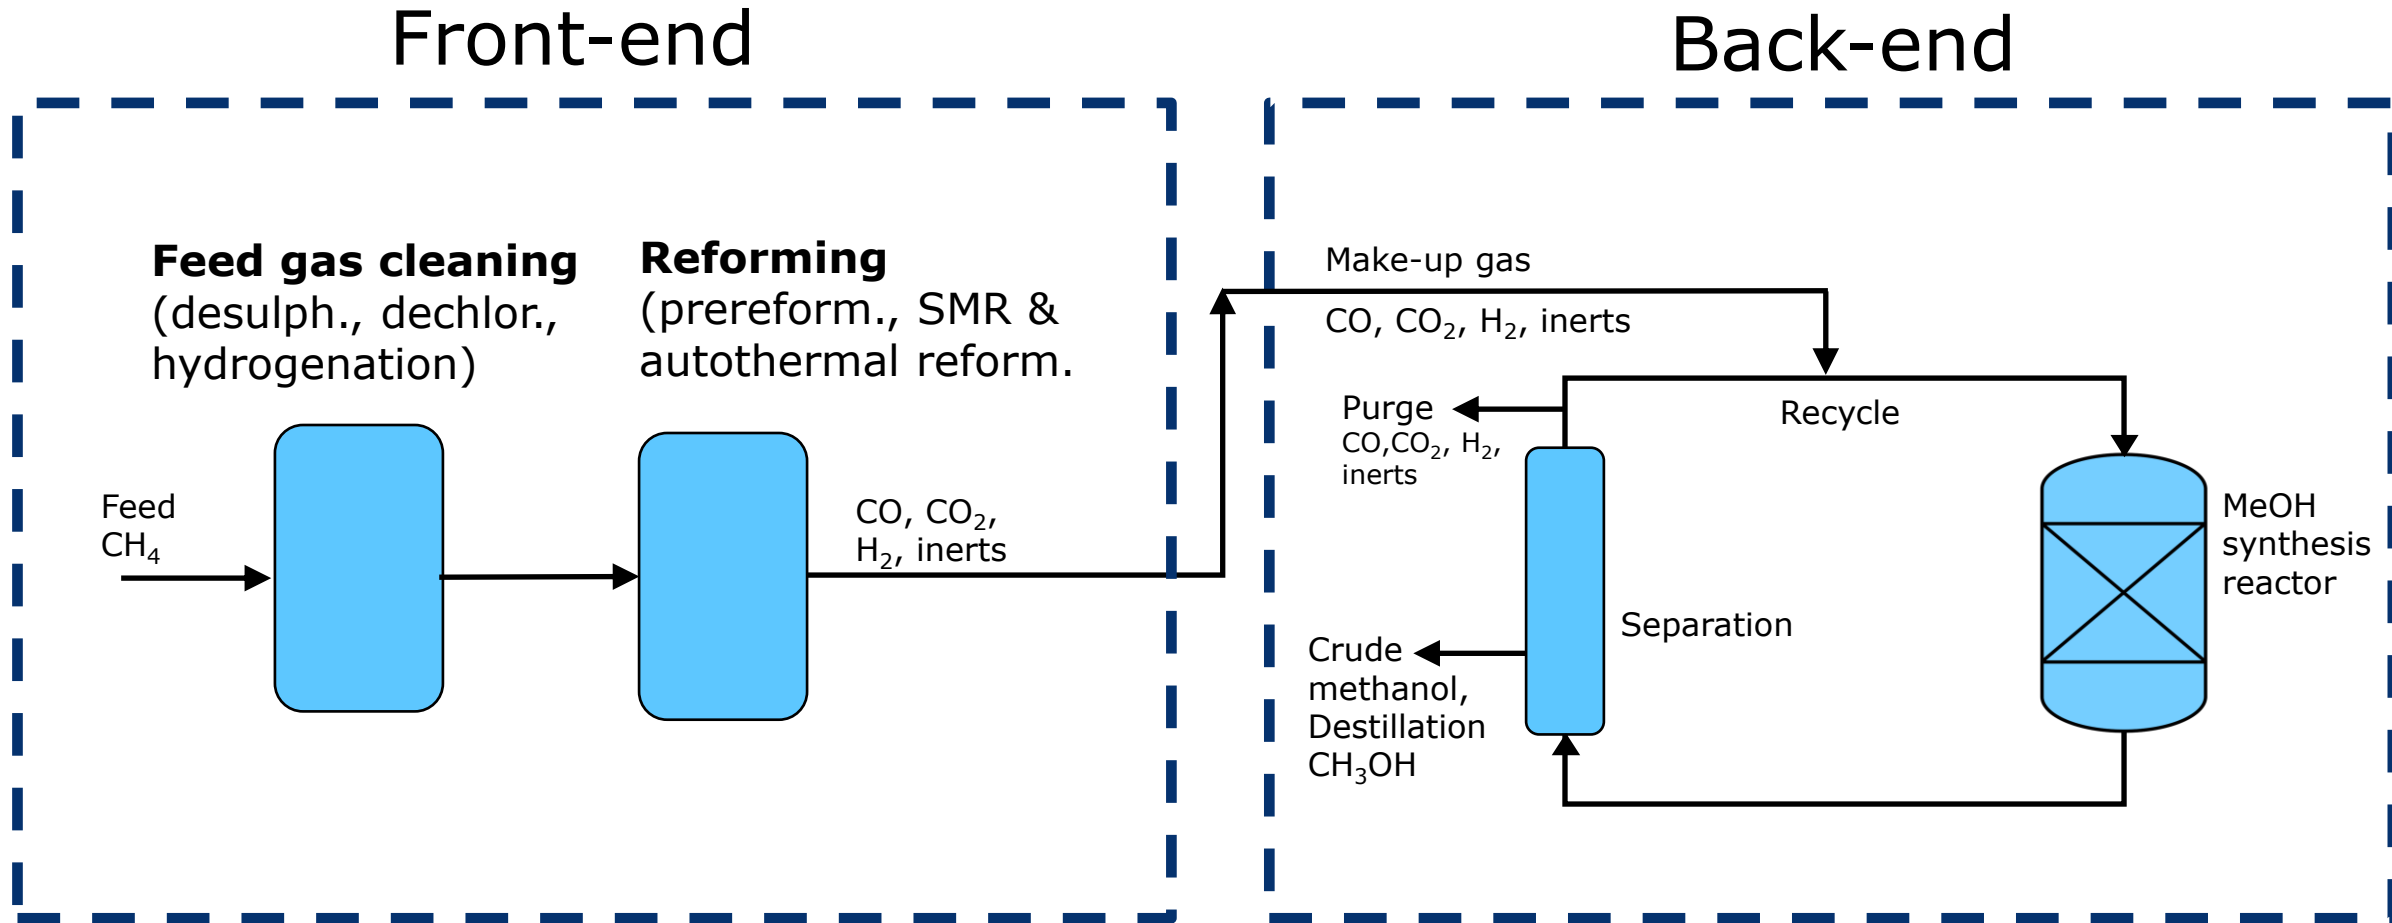 Front-end
Back-end
Feed gas cleaning
(desulph., dechlor.,
hydrogenation)
Reforming
(prereform., SMR &
autothermal reform.
Feed
CH₄
CO, CO₂,
H₂, inerts
Make-up gas
CO, CO₂, H₂, inerts
Purge
CO,CO₂, H₂,
inerts
Recycle
Crude
methanol,
Destillation
CH₃OH
Separation
MeOH
synthesis
reactor